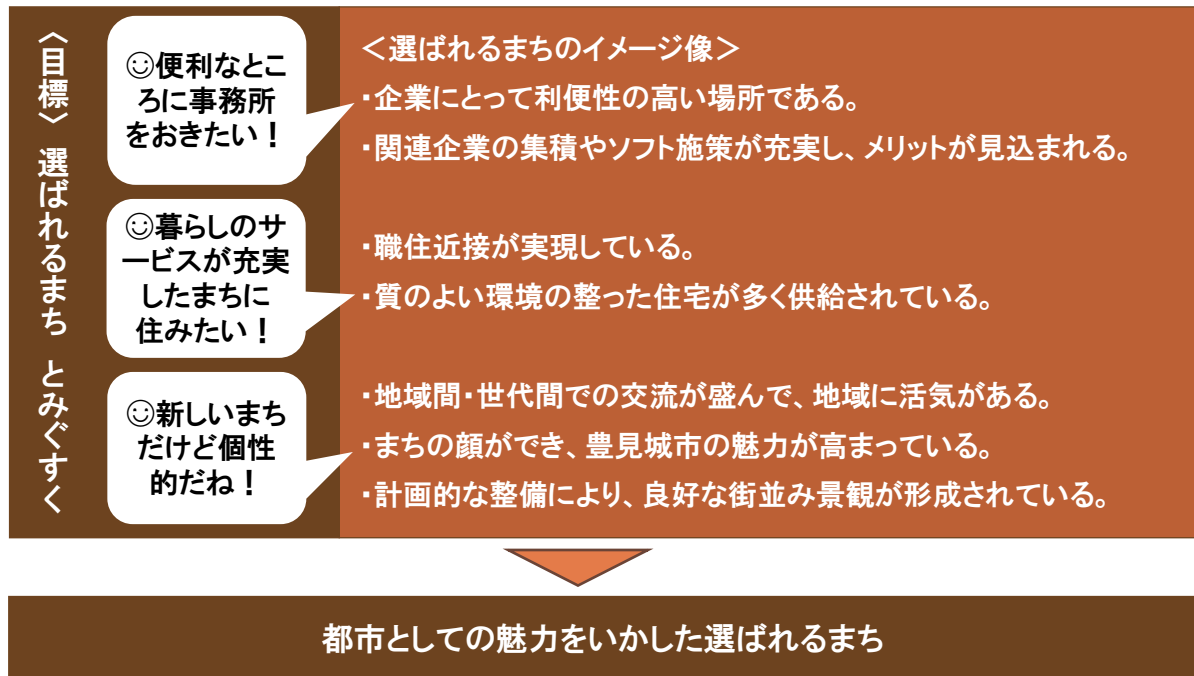 〈目標〉 選ばれるまち とみぐすく
☺便利なとこ
ろに事務所
をおきたい！
＜選ばれるまちのイメージ像＞
・企業にとって利便性の高い場所である。
・関連企業の集積やソフト施策が充実し、メリットが見込まれる。
☺暮らしのサ
ービスが充実
したまちに
住みたい！
・職住近接が実現している。
・質のよい環境の整った住宅が多く供給されている。
☺新しいまち
だけど個性
的だね！
・地域間・世代間での交流が盛んで、地域に活気がある。
・まちの顔ができ、豊見城市の魅力が高まっている。
・計画的な整備により、良好な街並み景観が形成されている。
都市としての魅力をいかした選ばれるまち